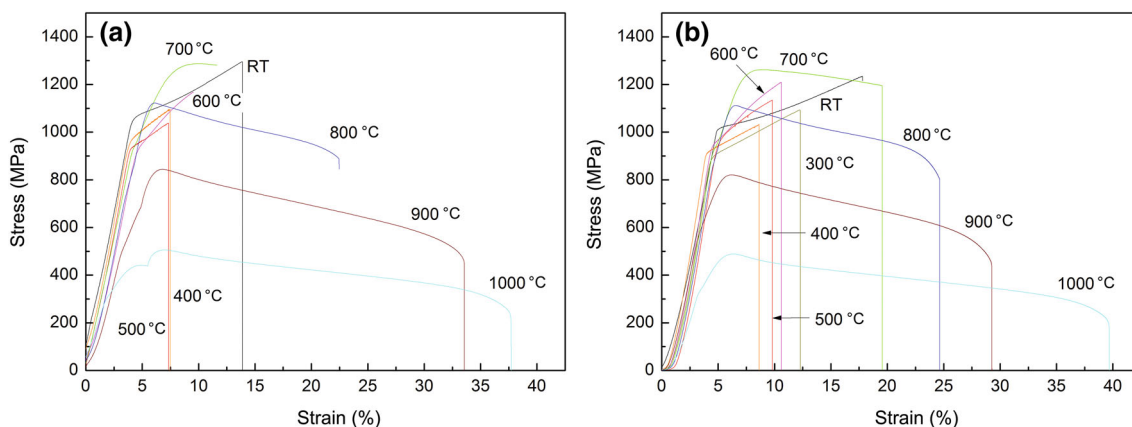 (a)
1400
1200
1000
800
600
400
200
0
Stress (MPa)
700 °C
RT
600 °C
800 °C
900 °C
400 °C
500 °C
1000 °C
0 5 10 15 20 25 30 35 40
Strain (%)
(b)
1400
1200
1000
800
600
400
200
0
Stress (MPa)
600 °C
700 °C
RT
800 °C
300 °C
900 °C
400 °C
1000 °C
500 °C
0 5 10 15 20 25 30 35 40
Strain (%)